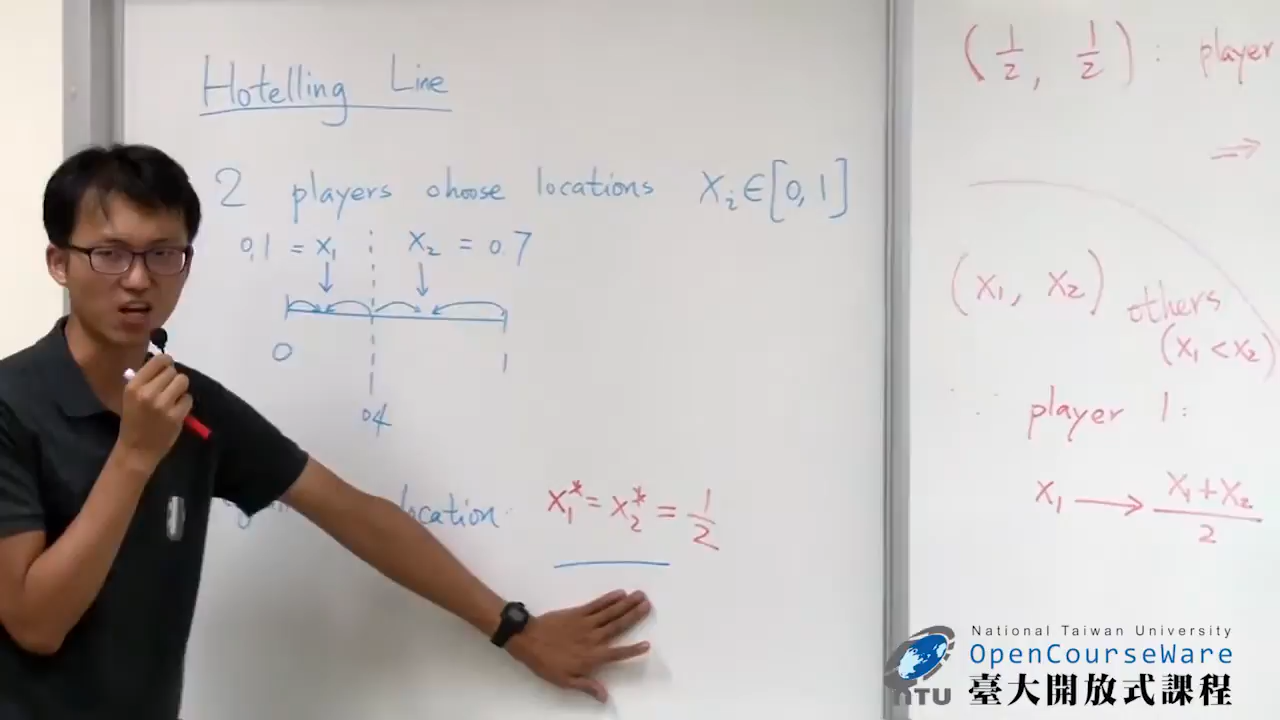 Hotelling Line
2 players choose locations X_i ∈ [0, 1]
0.1 = X₁ X₂ = 0.7
0 1
0.4
location: X₁* = X₂* = 1/2
(1/2, 1/2): player
⇒
(X₁, X₂) others
(X₁ < X₂)
∵ player 1:
X₁ → (X₁+X₂)/2
National Taiwan University
OpenCourseWare
NTU 臺大開放式課程